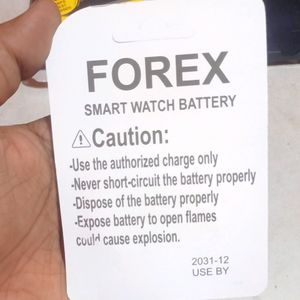 FOREX
SMART WATCH BATTERY
⚠Caution:
-Use the authorized charge only
-Never short-circuit the battery properly
-Dispose of the battery properly
-Expose battery to open flames
could cause explosion.
2031-12
USE BY